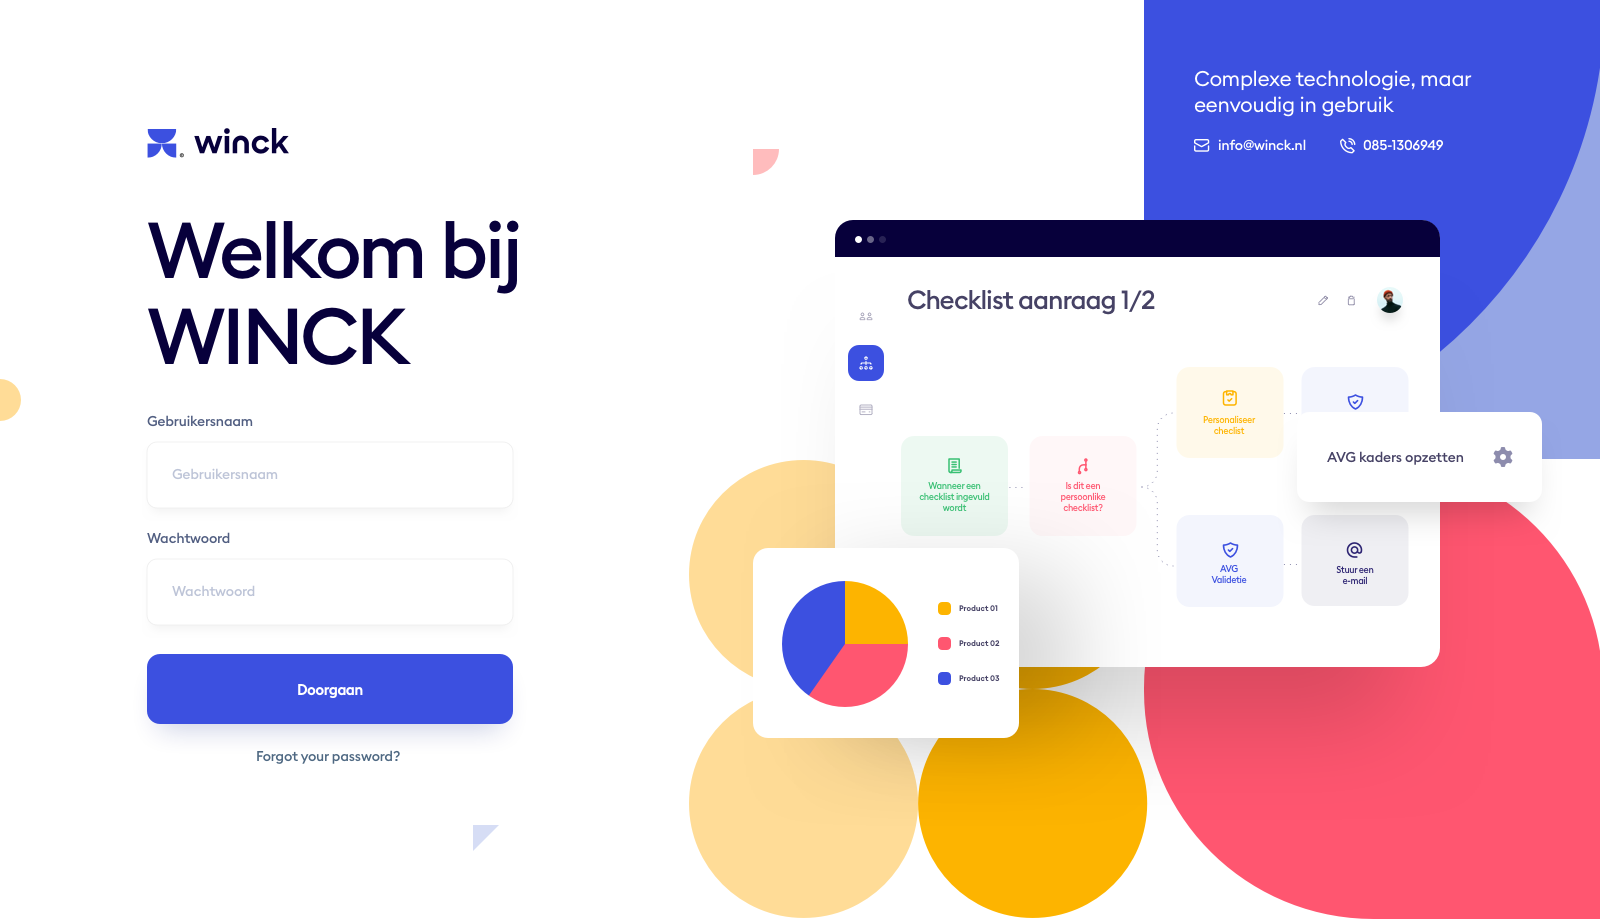 winck
Welkom bij
WINCK
Gebruikersnaam
Gebruikersnaam
Wachtwoord
Wachtwoord
Doorgaan
Forgot your password?
Complexe technologie, maar
eenvoudig in gebruik
info@winck.nl
085-1306949
Checklist aanraag 1/2
Personaliseer
checlist
AVG kaders opzetten
Wanneer een
checklist ingevuld
wordt
Is dit een
persoonlike
checklist?
AVG
Validetie
Stuur een
e-mail
Product 01
Product 02
Product 03